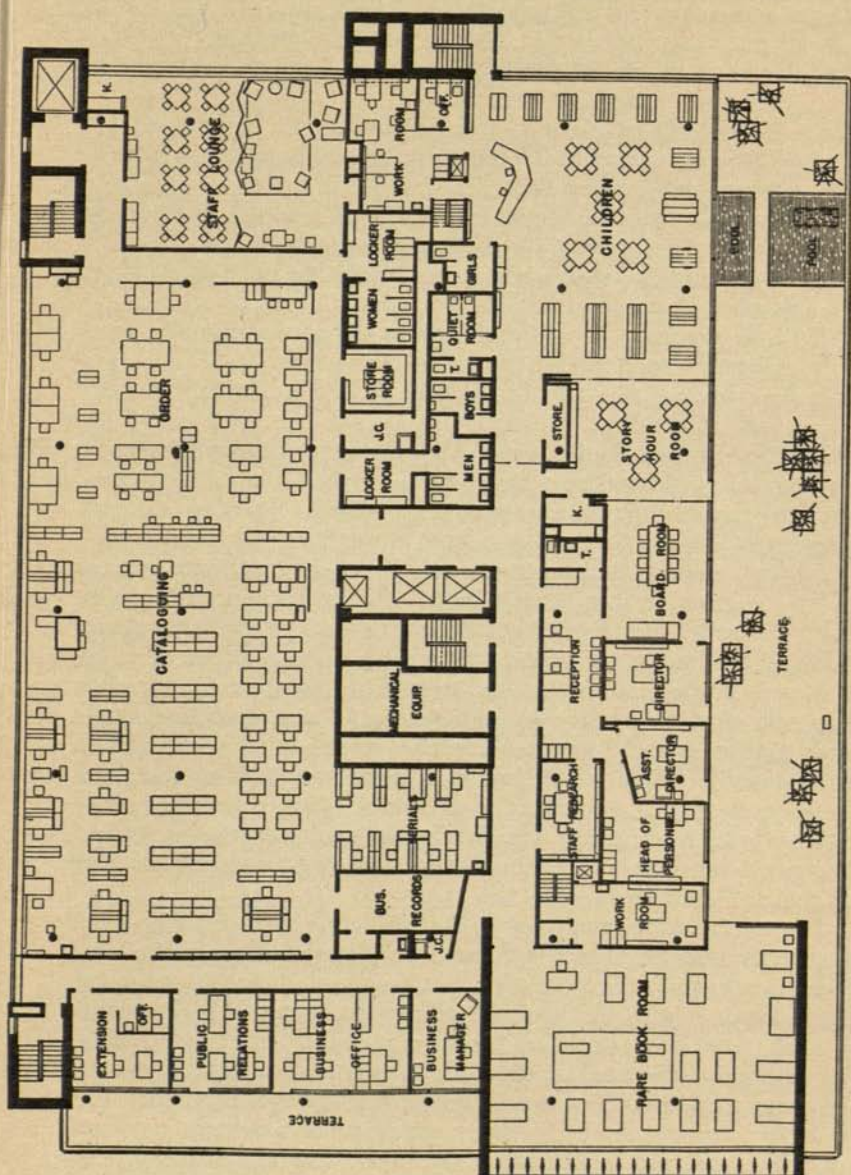 K.
STAFF LOUNGE
WORK ROOM
OFF.
LOCKER ROOM
WOMEN
STORE ROOM
J.C.
LOCKER ROOM
GIRLS
QUIET ROOM
T.
BOYS
MEN
CHILDREN
POOL
POOL
ORDER
STORE.
STORY HOUR ROOM
CATALOGUING
K.
T.
BOARD ROOM
TERRACE
MECHANICAL EQUIP.
RECEPTION
DIRECTOR
ASST. DIRECTOR
SERIALS
STAFF RESEARCH
HEAD OF PERSONNEL
BUS. RECORDS
J.C.
WORK ROOM
EXTENSION
OFF.
PUBLIC RELATIONS
BUSINESS OFFICE
BUSINESS MANAGER
RARE BOOK ROOM
TERRACE